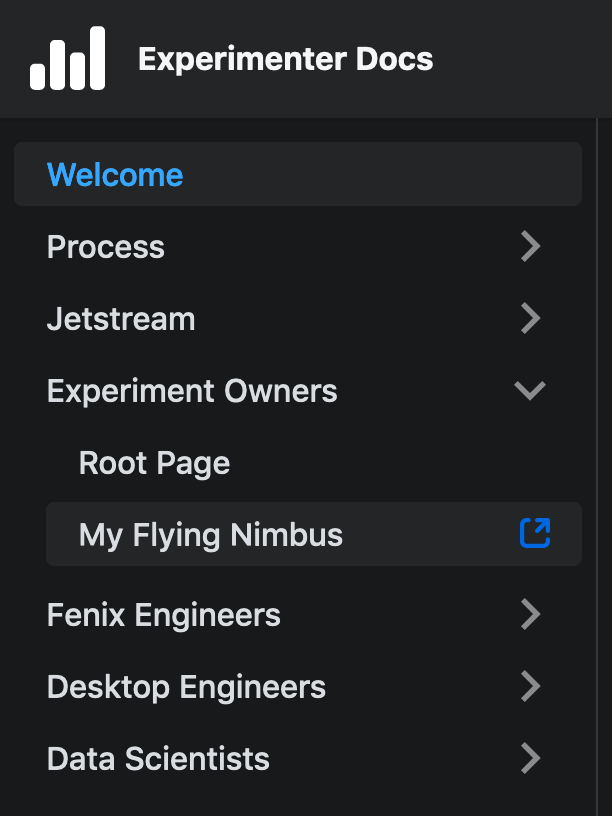 Experimenter Docs
Welcome
Process
Jetstream
Experiment Owners
Root Page
My Flying Nimbus
Fenix Engineers
Desktop Engineers
Data Scientists